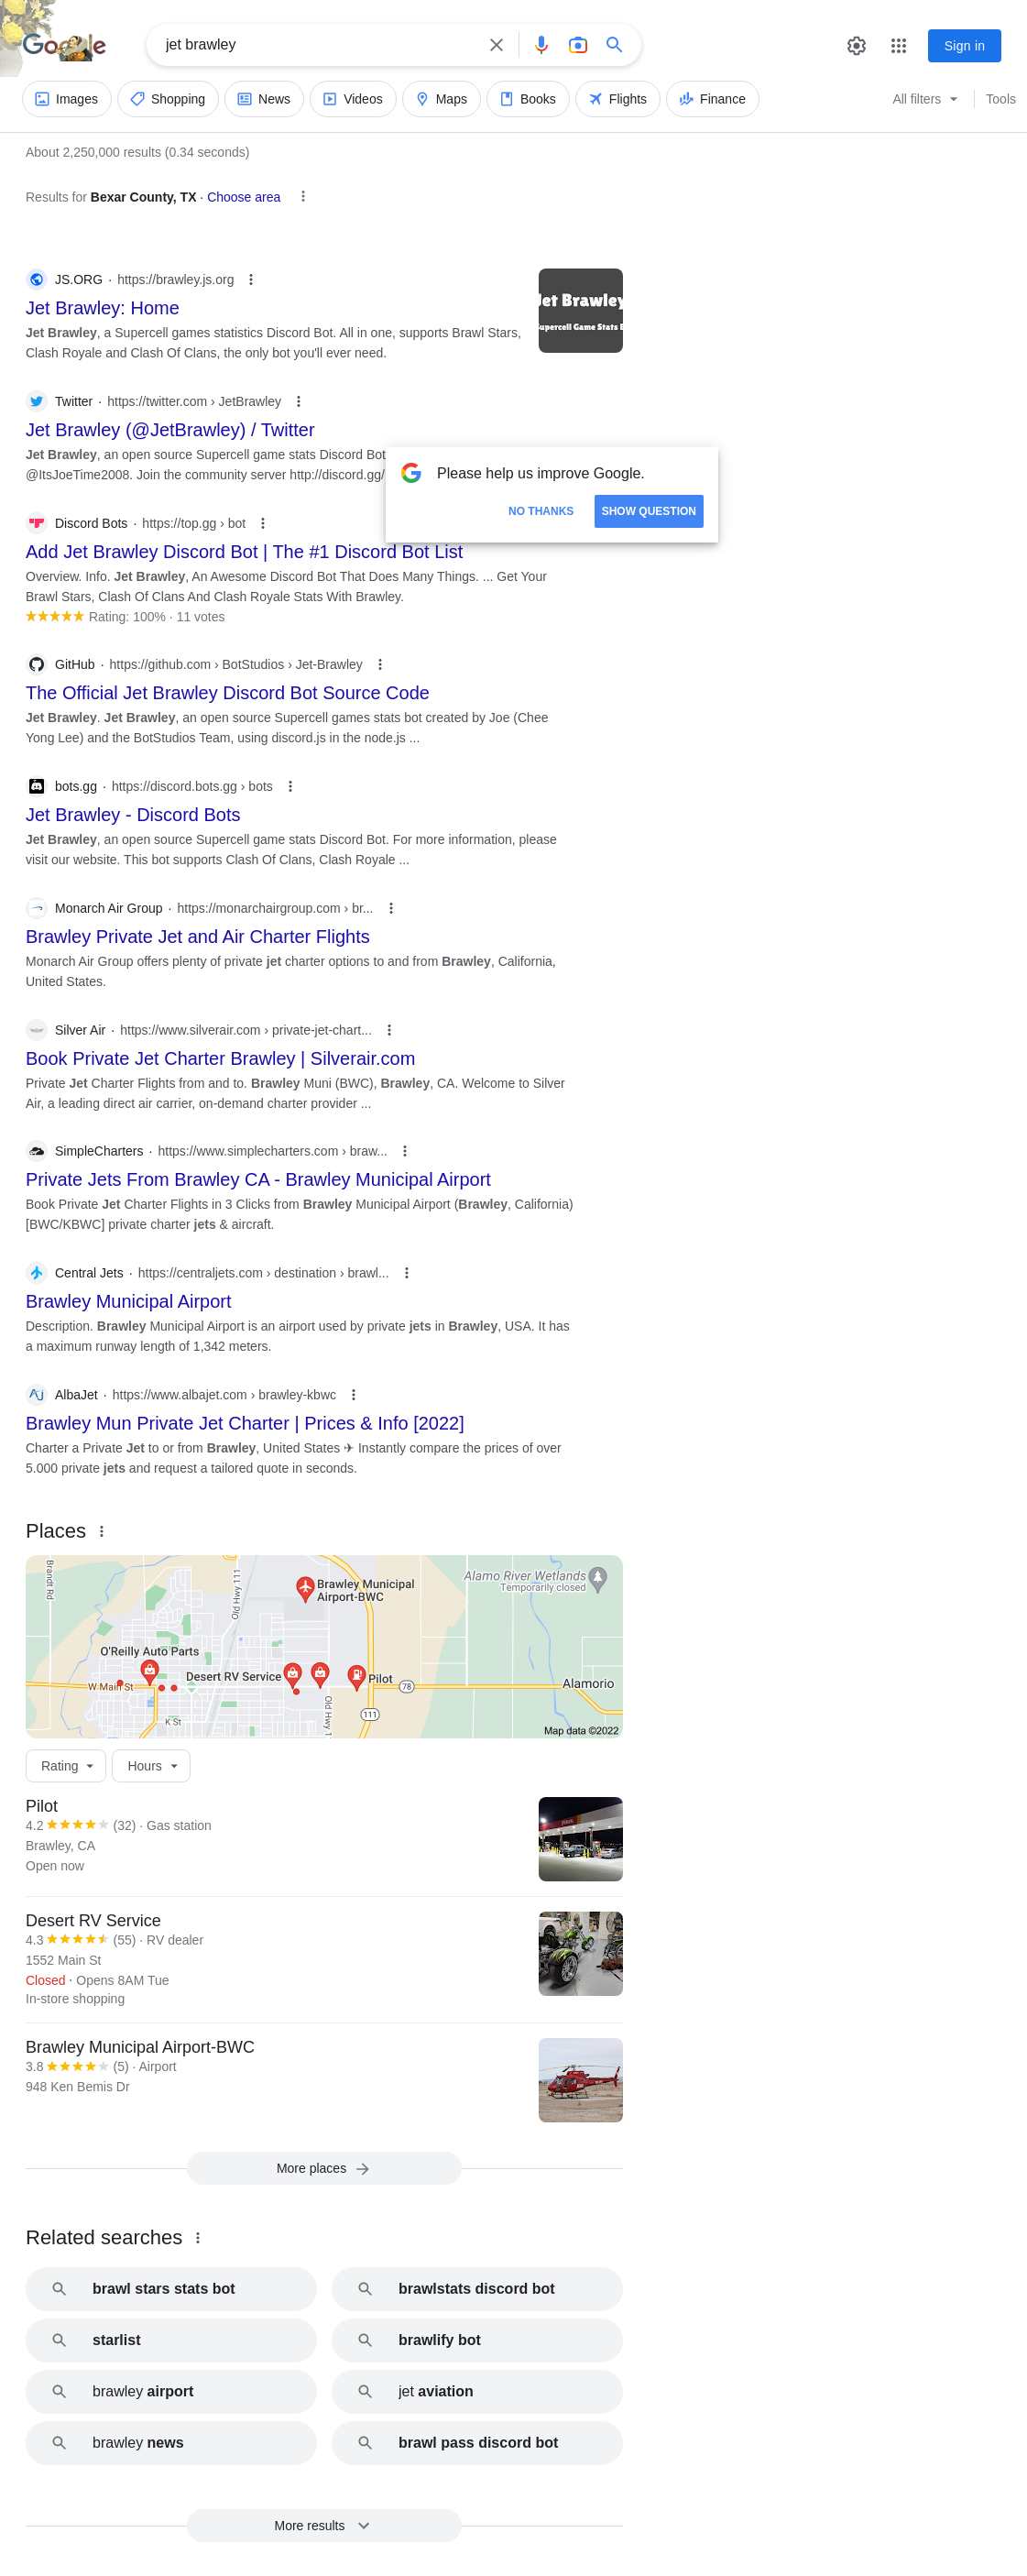 Google
jet brawley
Sign in
Images
Shopping
News
Videos
Maps
Books
Flights
Finance
All filters
Tools
About 2,250,000 results (0.34 seconds)
Results for Bexar County, TX · Choose area
JS.ORG · https://brawley.js.org
Jet Brawley: Home
Jet Brawley, a Supercell games statistics Discord Bot. All in one, supports Brawl Stars,
Clash Royale and Clash Of Clans, the only bot you'll ever need.
Jet Brawley
Supercell Game Stats
Twitter · https://twitter.com › JetBrawley
Jet Brawley (@JetBrawley) / Twitter
Jet Brawley, an open source Supercell game stats Discord Bot
@ItsJoeTime2008. Join the community server http://discord.gg/
Please help us improve Google.
NO THANKS
SHOW QUESTION
Discord Bots · https://top.gg › bot
Add Jet Brawley Discord Bot | The #1 Discord Bot List
Overview. Info. Jet Brawley, An Awesome Discord Bot That Does Many Things. ... Get Your
Brawl Stars, Clash Of Clans And Clash Royale Stats With Brawley.
Rating: 100% · 11 votes
GitHub · https://github.com › BotStudios › Jet-Brawley
The Official Jet Brawley Discord Bot Source Code
Jet Brawley. Jet Brawley, an open source Supercell games stats bot created by Joe (Chee
Yong Lee) and the BotStudios Team, using discord.js in the node.js ...
bots.gg · https://discord.bots.gg › bots
Jet Brawley - Discord Bots
Jet Brawley, an open source Supercell game stats Discord Bot. For more information, please
visit our website. This bot supports Clash Of Clans, Clash Royale ...
Monarch Air Group · https://monarchairgroup.com › br...
Brawley Private Jet and Air Charter Flights
Monarch Air Group offers plenty of private jet charter options to and from Brawley, California,
United States.
Silver Air · https://www.silverair.com › private-jet-chart...
Book Private Jet Charter Brawley | Silverair.com
Private Jet Charter Flights from and to. Brawley Muni (BWC), Brawley, CA. Welcome to Silver
Air, a leading direct air carrier, on-demand charter provider ...
SimpleCharters · https://www.simplecharters.com › braw...
Private Jets From Brawley CA - Brawley Municipal Airport
Book Private Jet Charter Flights in 3 Clicks from Brawley Municipal Airport (Brawley, California)
[BWC/KBWC] private charter jets & aircraft.
Central Jets · https://centraljets.com › destination › brawl...
Brawley Municipal Airport
Description. Brawley Municipal Airport is an airport used by private jets in Brawley, USA. It has
a maximum runway length of 1,342 meters.
AlbaJet · https://www.albajet.com › brawley-kbwc
Brawley Mun Private Jet Charter | Prices & Info [2022]
Charter a Private Jet to or from Brawley, United States ✈ Instantly compare the prices of over
5.000 private jets and request a tailored quote in seconds.
Places
Brandt Rd
Old Hwy 111
Brawley Municipal
Airport-BWC
Alamo River Wetlands
Temporarily closed
O'Reilly Auto Parts
Desert RV Service
Pilot
W Main St
78
Alamorio
K St
Old Hwy 1
111
Map data ©2022
Rating
Hours
Pilot
4.2 (32) · Gas station
Brawley, CA
Open now
Desert RV Service
4.3 (55) · RV dealer
1552 Main St
Closed · Opens 8AM Tue
In-store shopping
Brawley Municipal Airport-BWC
3.8 (5) · Airport
948 Ken Bemis Dr
More places
Related searches
brawl stars stats bot
brawlstats discord bot
starlist
brawlify bot
brawley airport
jet aviation
brawley news
brawl pass discord bot
More results